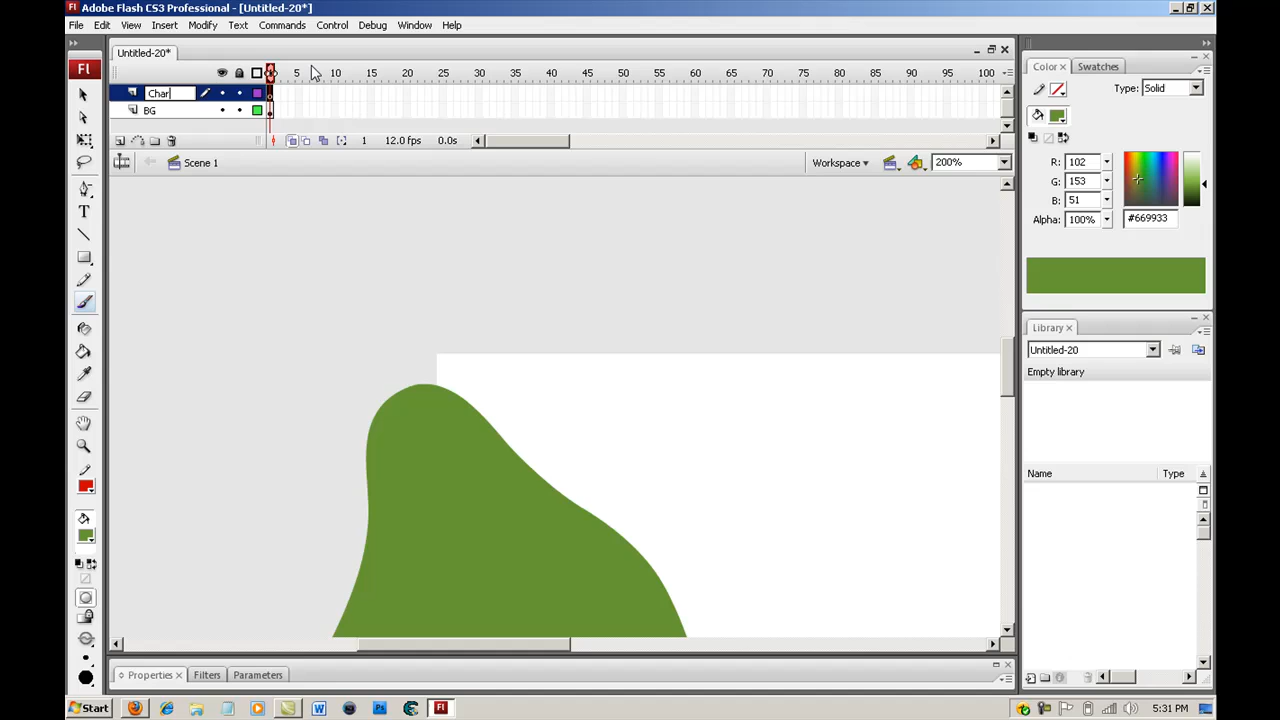 Adobe Flash CS3 Professional - [Untitled-20*]
File Edit View Insert Modify Text Commands Control Debug Window Help
Untitled-20*
Fl
5 10 15 20 25 30 35 40 45 50 55 60 65 70 75 80 85 90 95 100
Char
BG
1 12.0 fps 0.0s
Scene 1
Workspace
200%
Color
Swatches
Type: Solid
R: 102
G: 153
B: 51
Alpha: 100% #669933
Library
Untitled-20
Empty library
Name Type
T
Properties Filters Parameters
Start
W
Ps
Fl
5:31 PM